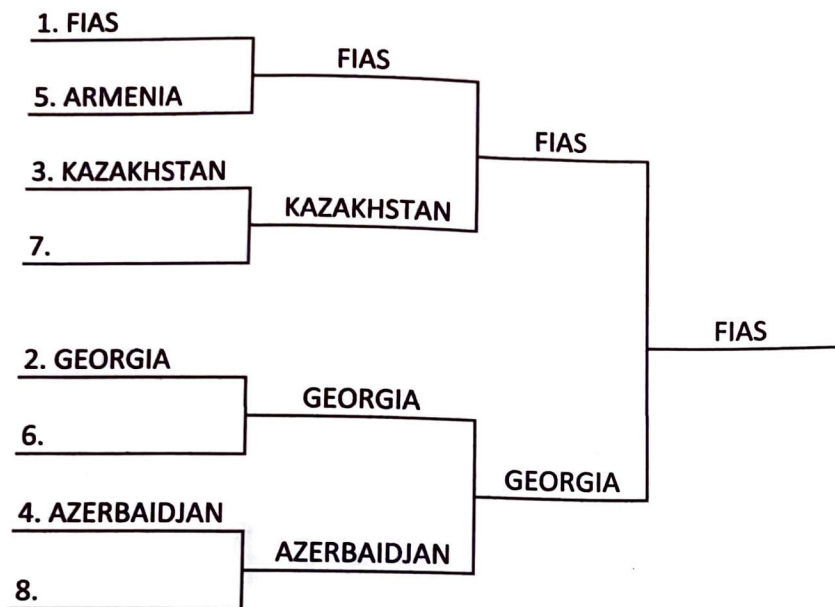 1. FIAS
FIAS
5. ARMENIA
FIAS
3. KAZAKHSTAN
KAZAKHSTAN
7.
FIAS
2. GEORGIA
GEORGIA
6.
GEORGIA
4. AZERBAIDJAN
AZERBAIDJAN
8.